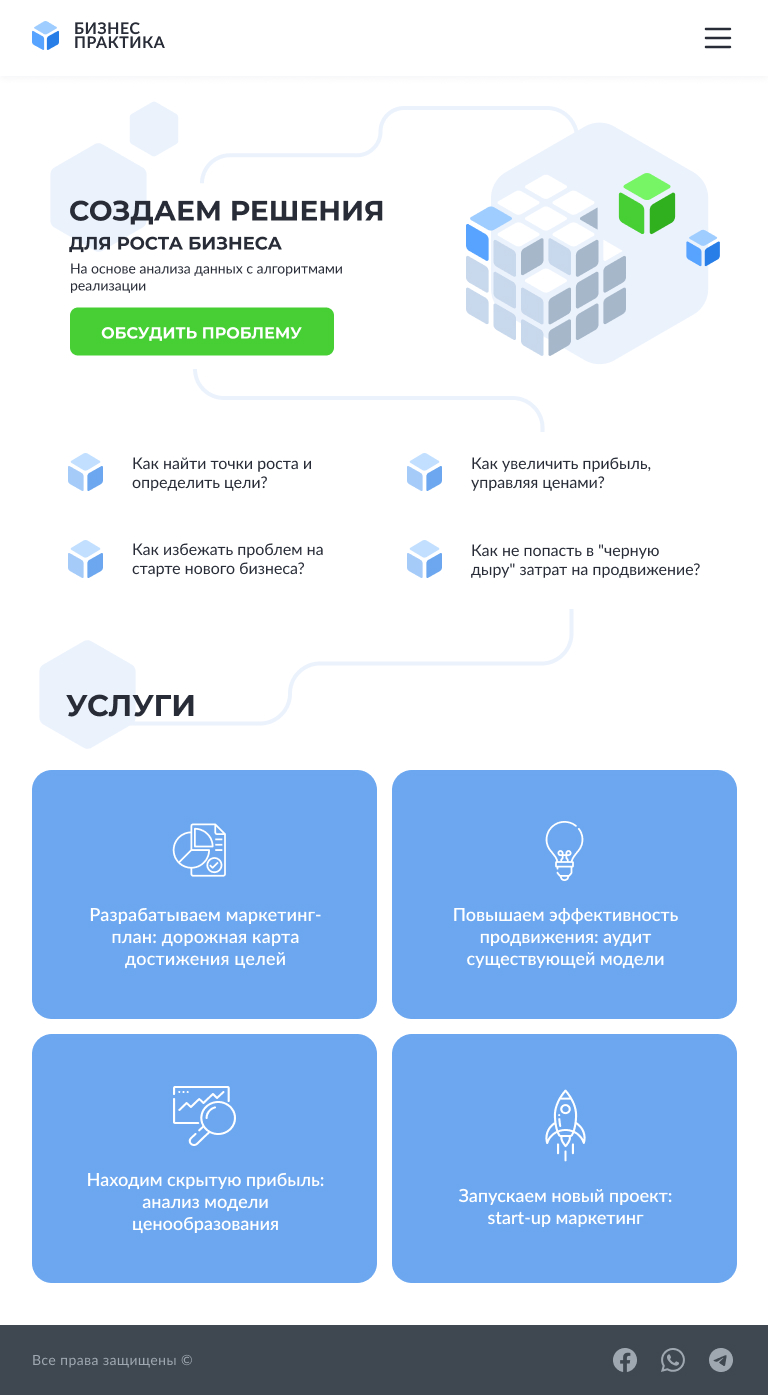 БИЗНЕС
ПРАКТИКА
СОЗДАЕМ РЕШЕНИЯ
ДЛЯ РОСТА БИЗНЕСА
На основе анализа данных с алгоритмами
реализации
ОБСУДИТЬ ПРОБЛЕМУ
Как найти точки роста и
определить цели?
Как увеличить прибыль,
управляя ценами?
Как избежать проблем на
старте нового бизнеса?
Как не попасть в "черную
дыру" затрат на продвижение?
УСЛУГИ
Разрабатываем маркетинг-
план: дорожная карта
достижения целей
Повышаем эффективность
продвижения: аудит
существующей модели
Находим скрытую прибыль:
анализ модели
ценообразования
Запускаем новый проект:
start-up маркетинг
Все права защищены ©